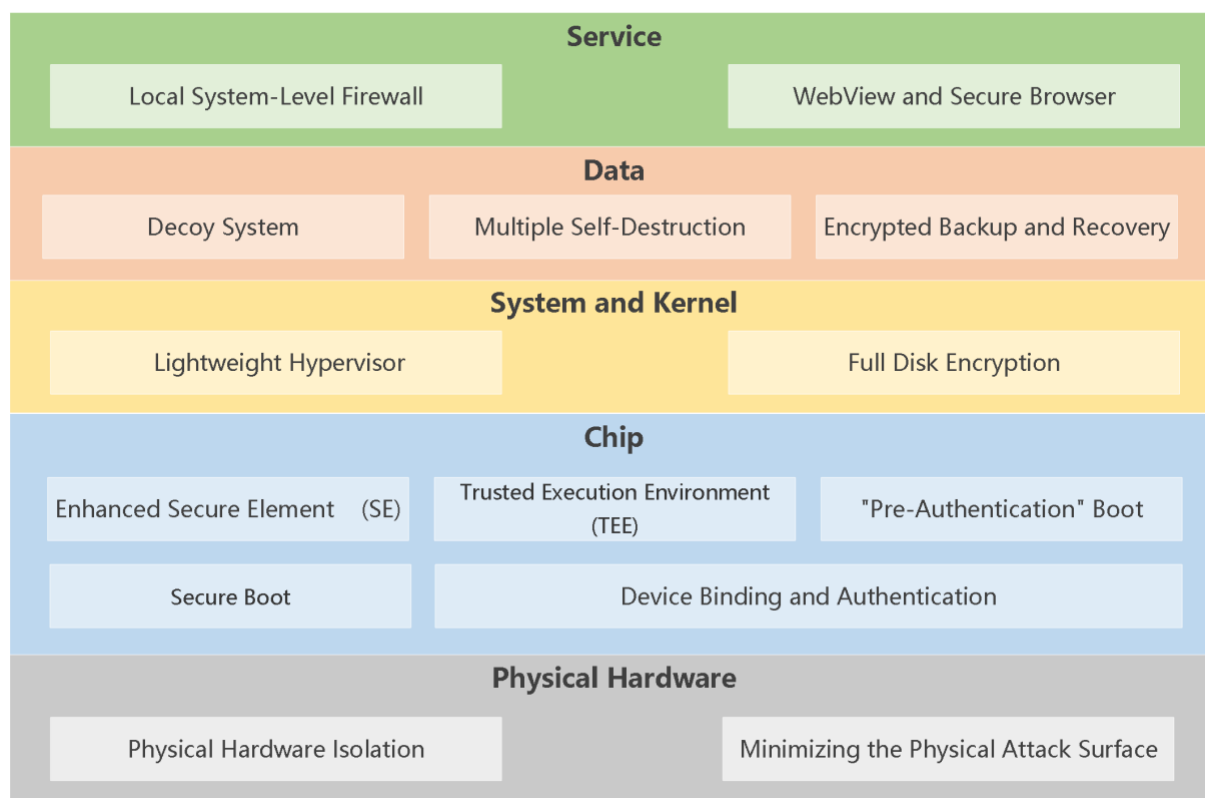 Service
Local System-Level Firewall
WebView and Secure Browser
Data
Decoy System
Multiple Self-Destruction
Encrypted Backup and Recovery
System and Kernel
Lightweight Hypervisor
Full Disk Encryption
Chip
Enhanced Secure Element (SE)
Trusted Execution Environment
(TEE)
"Pre-Authentication" Boot
Secure Boot
Device Binding and Authentication
Physical Hardware
Physical Hardware Isolation
Minimizing the Physical Attack Surface